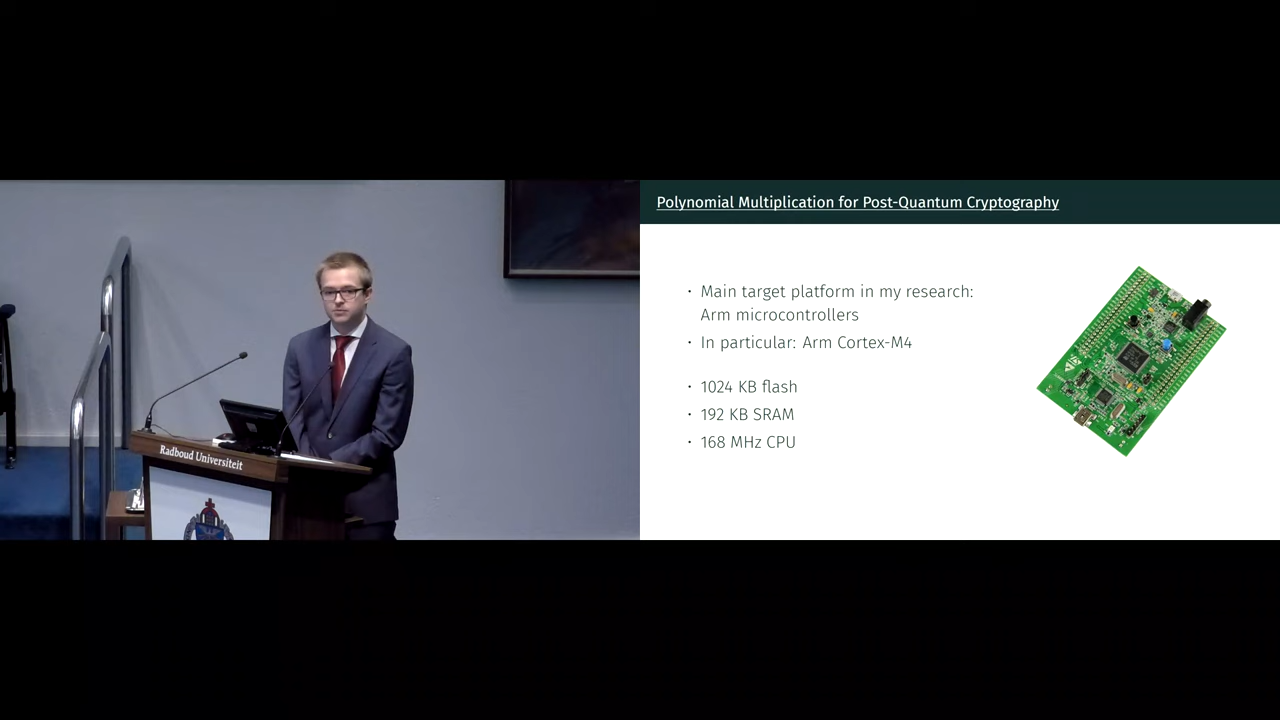 Polynomial Multiplication for Post-Quantum Cryptography
· Main target platform in my research:
Arm microcontrollers
· In particular: Arm Cortex-M4
· 1024 KB flash
· 192 KB SRAM
· 168 MHz CPU
Radboud Universiteit